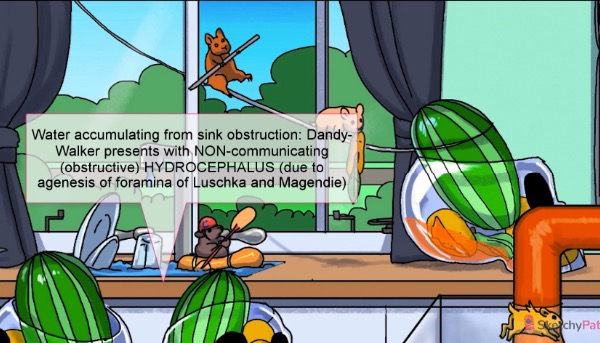 Water accumulating from sink obstruction: Dandy-
Walker presents with NON-communicating
(obstructive) HYDROCEPHALUS (due to
agenesis of foramina of Luschka and Magendie)
SketchyPat